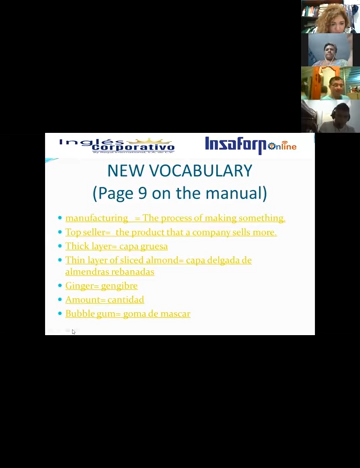 Inglés
corporativo
Insaforp Online
NEW VOCABULARY
(Page 9 on the manual)
manufacturing = The process of making something.
Top seller= the product that a company sells more.
Thick layer= capa gruesa
Thin layer of sliced almond= capa delgada de
almendras rebanadas
Ginger= gengibre
Amount= cantidad
Bubble gum= goma de mascar